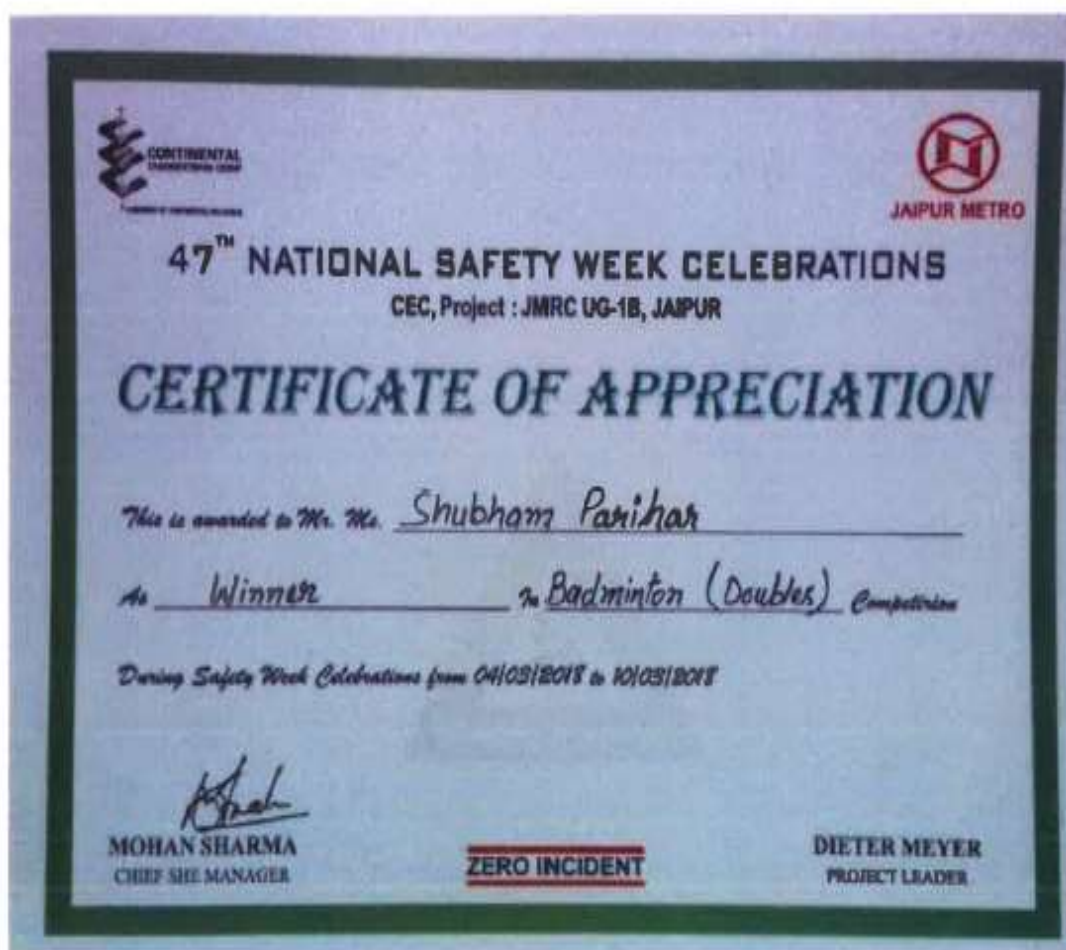 CONTINENTAL
ENGINEERING CORP
JAIPUR METRO
47TH NATIONAL SAFETY WEEK CELEBRATIONS
CEC, Project : JMRC UG-1B, JAIPUR
CERTIFICATE OF APPRECIATION
This is awarded to Mr. Ms. Shubham Parihar
As Winner In Badminton (Doubles) Competition
During Safety Week Celebrations from 04/03/2018 to 10/03/2018
MOHAN SHARMA
CHIEF SHE MANAGER
ZERO INCIDENT
DIETER MEYER
PROJECT LEADER